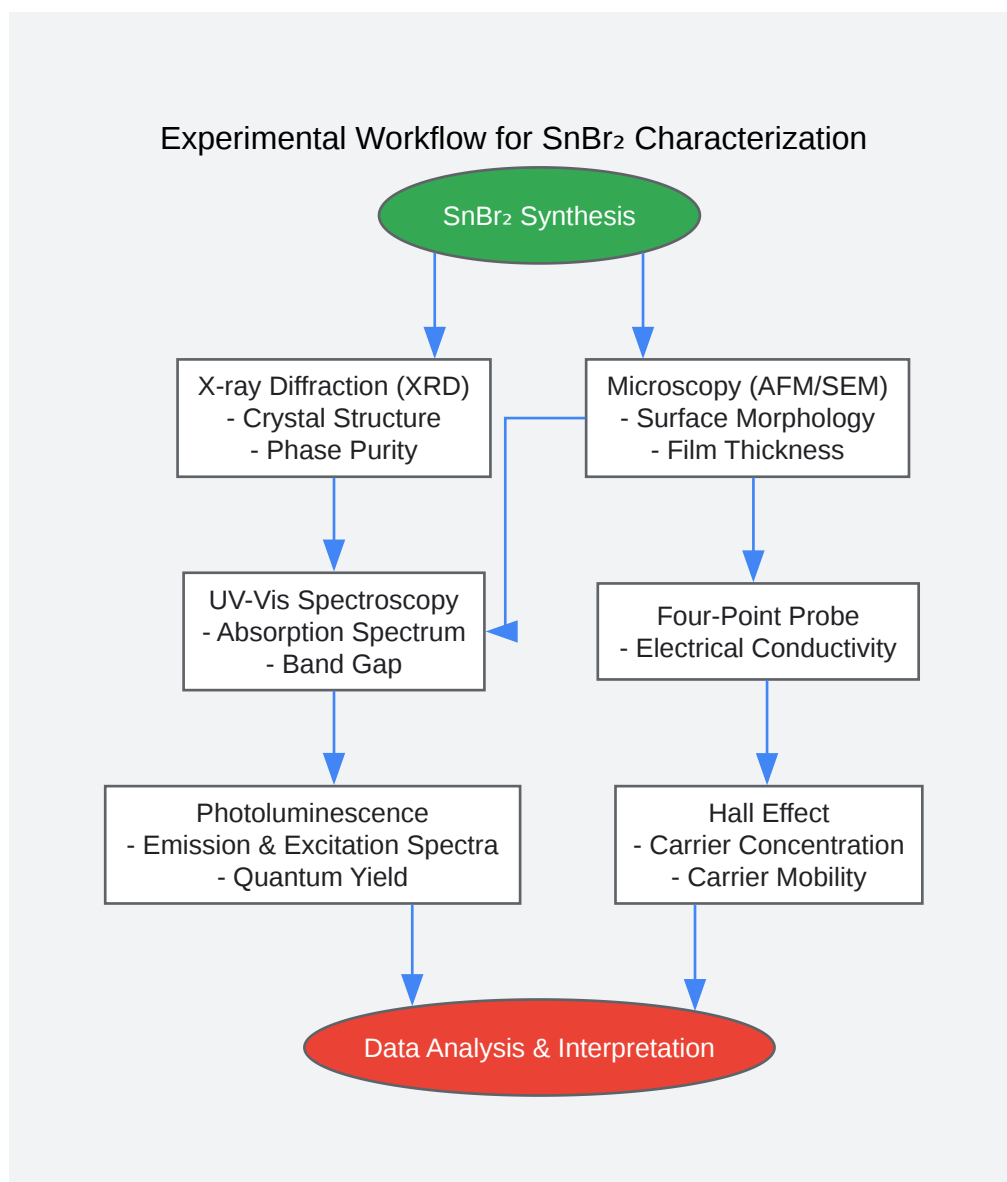 Experimental Workflow for SnBr₂ Characterization
SnBr₂ Synthesis
X-ray Diffraction (XRD)
- Crystal Structure
- Phase Purity
Microscopy (AFM/SEM)
- Surface Morphology
- Film Thickness
UV-Vis Spectroscopy
- Absorption Spectrum
- Band Gap
Four-Point Probe
- Electrical Conductivity
Photoluminescence
- Emission & Excitation Spectra
- Quantum Yield
Hall Effect
- Carrier Concentration
- Carrier Mobility
Data Analysis & Interpretation